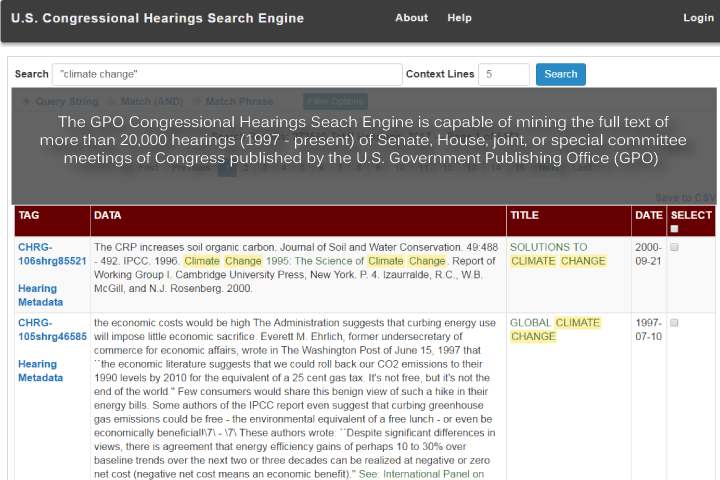 U.S. Congressional Hearings Search Engine About Help Login
Search "climate change" Context Lines 5 Search
Query String Match (AND) Match Phrase Filter Options
The GPO Congressional Hearings Seach Engine is capable of mining the full text of
more than 20,000 hearings (1997 - present) of Senate, House, joint, or special committee
meetings of Congress published by the U.S. Government Publishing Office (GPO)
Save to CSV
TAG DATA TITLE DATE SELECT
CHRG- The CRP increases soil organic carbon. Journal of Soil and Water Conservation. 49:488 SOLUTIONS TO 2000-
106shrg85521 - 492. IPCC. 1996. Climate Change 1995: The Science of Climate Change. Report of CLIMATE CHANGE 09-21
Working Group I. Cambridge University Press, New York. P. 4. Izaurralde, R.C., W.B.
Hearing McGill, and N.J. Rosenberg. 2000.
Metadata
CHRG- the economic costs would be high The Administration suggests that curbing energy use GLOBAL CLIMATE 1997-
105shrg46585 will impose little economic sacrifice. Everett M. Ehrlich, former undersecretary of CHANGE 07-10
commerce for economic affairs, wrote in The Washington Post of June 15, 1997 that
Hearing ``the economic literature suggests that we could roll back our CO2 emissions to their
Metadata 1990 levels by 2010 for the equivalent of a 25 cent gas tax. It's not free, but it's not the
end of the world." Few consumers would share this benign view of such a hike in their
energy bills. Some authors of the IPCC report even suggest that curbing greenhouse
gas emissions could be free - the environmental equivalent of a free lunch - or even be
economically beneficial!\7\ - \7\ These authors wrote: ``Despite significant differences in
views, there is agreement that energy efficiency gains of perhaps 10 to 30% over
baseline trends over the next two or three decades can be realized at negative or zero
net cost (negative net cost means an economic benefit)." See: International Panel on